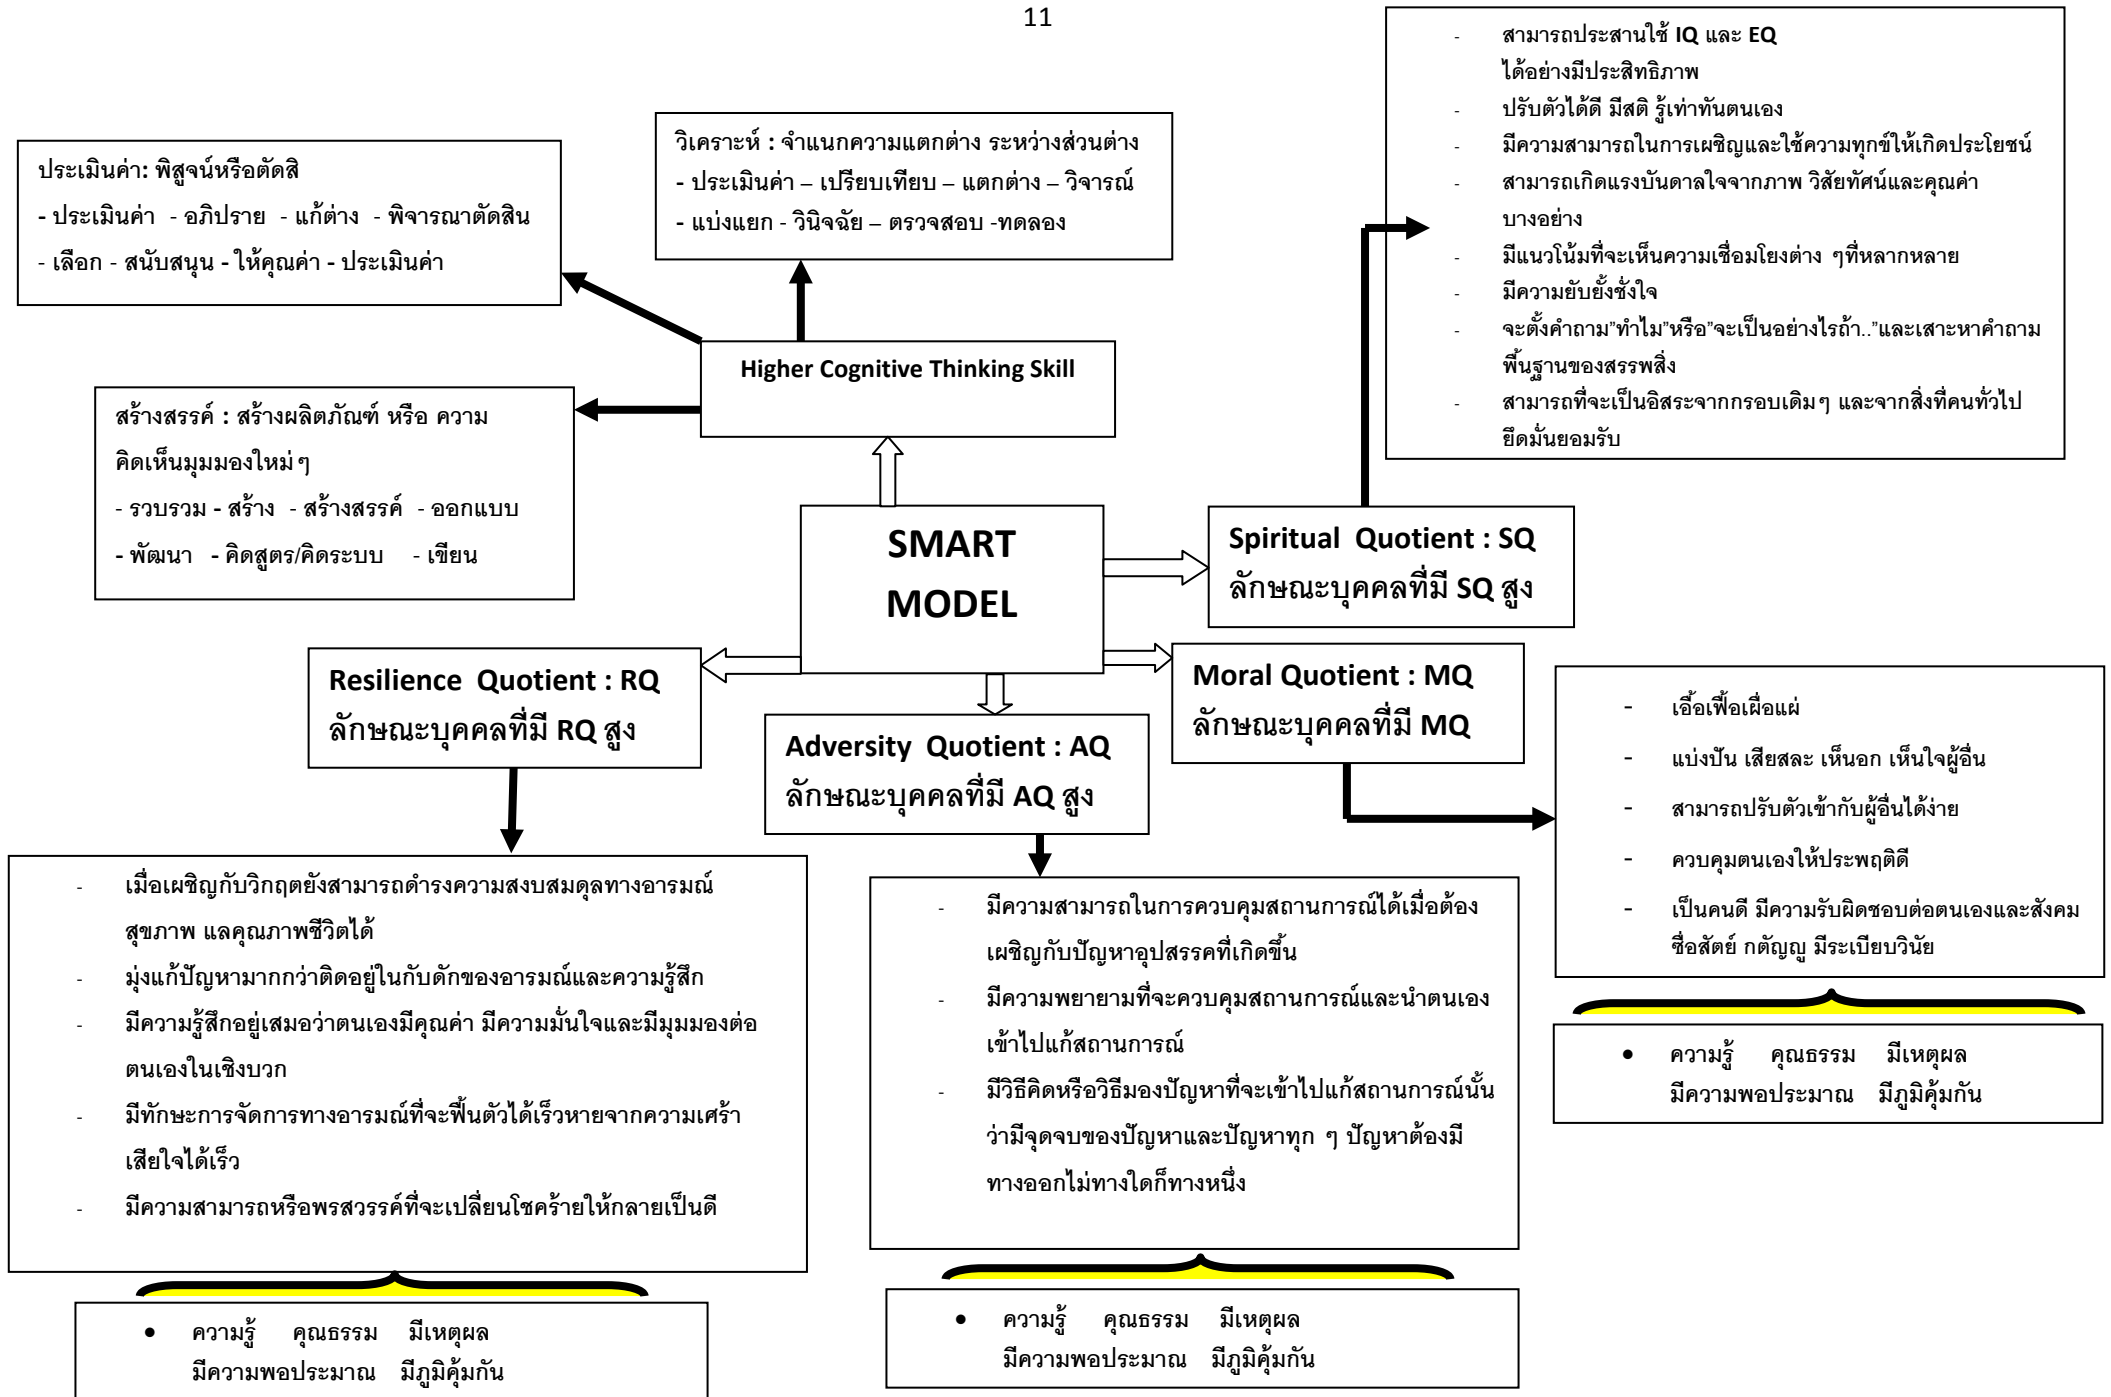 11
- สามารถประสานใช้ IQ และ EQ
ได้อย่างมีประสิทธิภาพ
- ปรับตัวได้ดี มีสติ รู้เท่าทันตนเอง
- มีความสามารถในการเผชิญและใช้ความทุกข์ให้เกิดประโยชน์
- สามารถเกิดแรงบันดาลใจจากภาพ วิสัยทัศน์และคุณค่า
บางอย่าง
- มีแนวโน้มที่จะเห็นความเชื่อมโยงต่าง ๆที่หลากหลาย
- มีความยับยั้งชั่งใจ
- จะตั้งคำถาม"ทำไม"หรือ"จะเป็นอย่างไรถ้า.."และเสาะหาคำถาม
พื้นฐานของสรรพสิ่ง
- สามารถที่จะเป็นอิสระจากกรอบเดิมๆ และจากสิ่งที่คนทั่วไป
ยึดมั่นยอมรับ
วิเคราะห์ : จำแนกความแตกต่าง ระหว่างส่วนต่าง
- ประเมินค่า – เปรียบเทียบ – แตกต่าง – วิจารณ์
- แบ่งแยก - วินิจฉัย – ตรวจสอบ -ทดลอง
ประเมินค่า: พิสูจน์หรือตัดสิ
- ประเมินค่า - อภิปราย - แก้ต่าง - พิจารณาตัดสิน
- เลือก - สนับสนุน - ให้คุณค่า - ประเมินค่า
Higher Cognitive Thinking Skill
สร้างสรรค์ : สร้างผลิตภัณฑ์ หรือ ความ
คิดเห็นมุมมองใหม่ๆ
- รวบรวม - สร้าง - สร้างสรรค์ - ออกแบบ
- พัฒนา - คิดสูตร/คิดระบบ - เขียน
SMART
MODEL
Spiritual Quotient : SQ
ลักษณะบุคคลที่มี SQ สูง
Resilience Quotient : RQ
ลักษณะบุคคลที่มี RQ สูง
Adversity Quotient : AQ
ลักษณะบุคคลที่มี AQ สูง
Moral Quotient : MQ
ลักษณะบุคคลที่มี MQ
- เอื้อเฟื้อเผื่อแผ่
- แบ่งปัน เสียสละ เห็นอก เห็นใจผู้อื่น
- สามารถปรับตัวเข้ากับผู้อื่นได้ง่าย
- ควบคุมตนเองให้ประพฤติดี
- เป็นคนดี มีความรับผิดชอบต่อตนเองและสังคม
ซื่อสัตย์ กตัญญู มีระเบียบวินัย
• ความรู้ คุณธรรม มีเหตุผล
มีความพอประมาณ มีภูมิคุ้มกัน
- เมื่อเผชิญกับวิกฤตยังสามารถดำรงความสงบสมดุลทางอารมณ์
สุขภาพ แลคุณภาพชีวิตได้
- มุ่งแก้ปัญหามากกว่าติดอยู่ในกับดักของอารมณ์และความรู้สึก
- มีความรู้สึกอยู่เสมอว่าตนเองมีคุณค่า มีความมั่นใจและมีมุมมองต่อ
ตนเองในเชิงบวก
- มีทักษะการจัดการทางอารมณ์ที่จะฟื้นตัวได้เร็วหายจากความเศร้า
เสียใจได้เร็ว
- มีความสามารถหรือพรสวรรค์ที่จะเปลี่ยนโชคร้ายให้กลายเป็นดี
• ความรู้ คุณธรรม มีเหตุผล
มีความพอประมาณ มีภูมิคุ้มกัน
- มีความสามารถในการควบคุมสถานการณ์ได้เมื่อต้อง
เผชิญกับปัญหาอุปสรรคที่เกิดขึ้น
- มีความพยายามที่จะควบคุมสถานการณ์และนำตนเอง
เข้าไปแก้สถานการณ์
- มีวิธีคิดหรือวิธีมองปัญหาที่จะเข้าไปแก้สถานการณ์นั้น
ว่ามีจุดจบของปัญหาและปัญหาทุก ๆ ปัญหาต้องมี
ทางออกไม่ทางใดก็ทางหนึ่ง
• ความรู้ คุณธรรม มีเหตุผล
มีความพอประมาณ มีภูมิคุ้มกัน